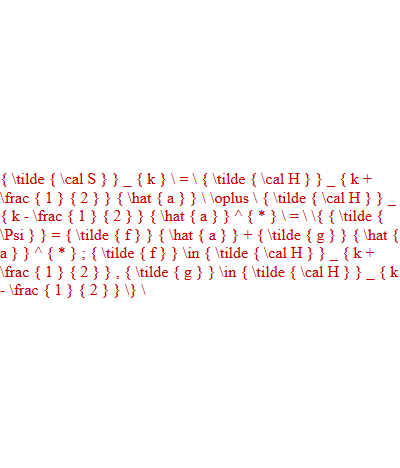 { \tilde { \cal S } } _ { k } \ = \ { \tilde { \cal H } } _ { k +
\frac { 1 } { 2 } } { \hat { a } } \ \oplus \ { \tilde { \cal H } } _
{ k - \frac { 1 } { 2 } } { \hat { a } } ^ { * } \ = \ \{ { \tilde {
\Psi } } = { \tilde { f } } { \hat { a } } + { \tilde { g } } { \hat {
a } } ^ { * } ; { \tilde { f } } \in { \tilde { \cal H } } _ { k +
\frac { 1 } { 2 } } , { \tilde { g } } \in { \tilde { \cal H } } _ { k
- \frac { 1 } { 2 } } \} \